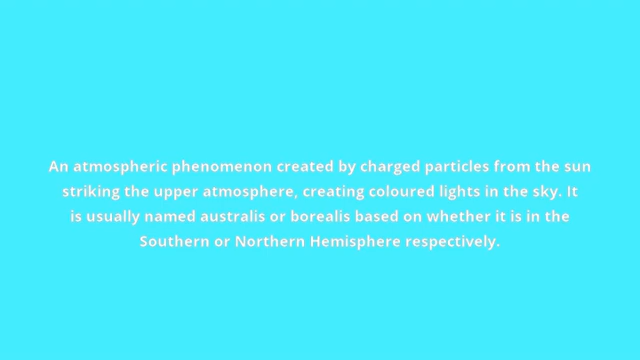 An atmospheric phenomenon created by charged particles from the sun
striking the upper atmosphere, creating coloured lights in the sky. It
is usually named australis or borealis based on whether it is in the
Southern or Northern Hemisphere respectively.